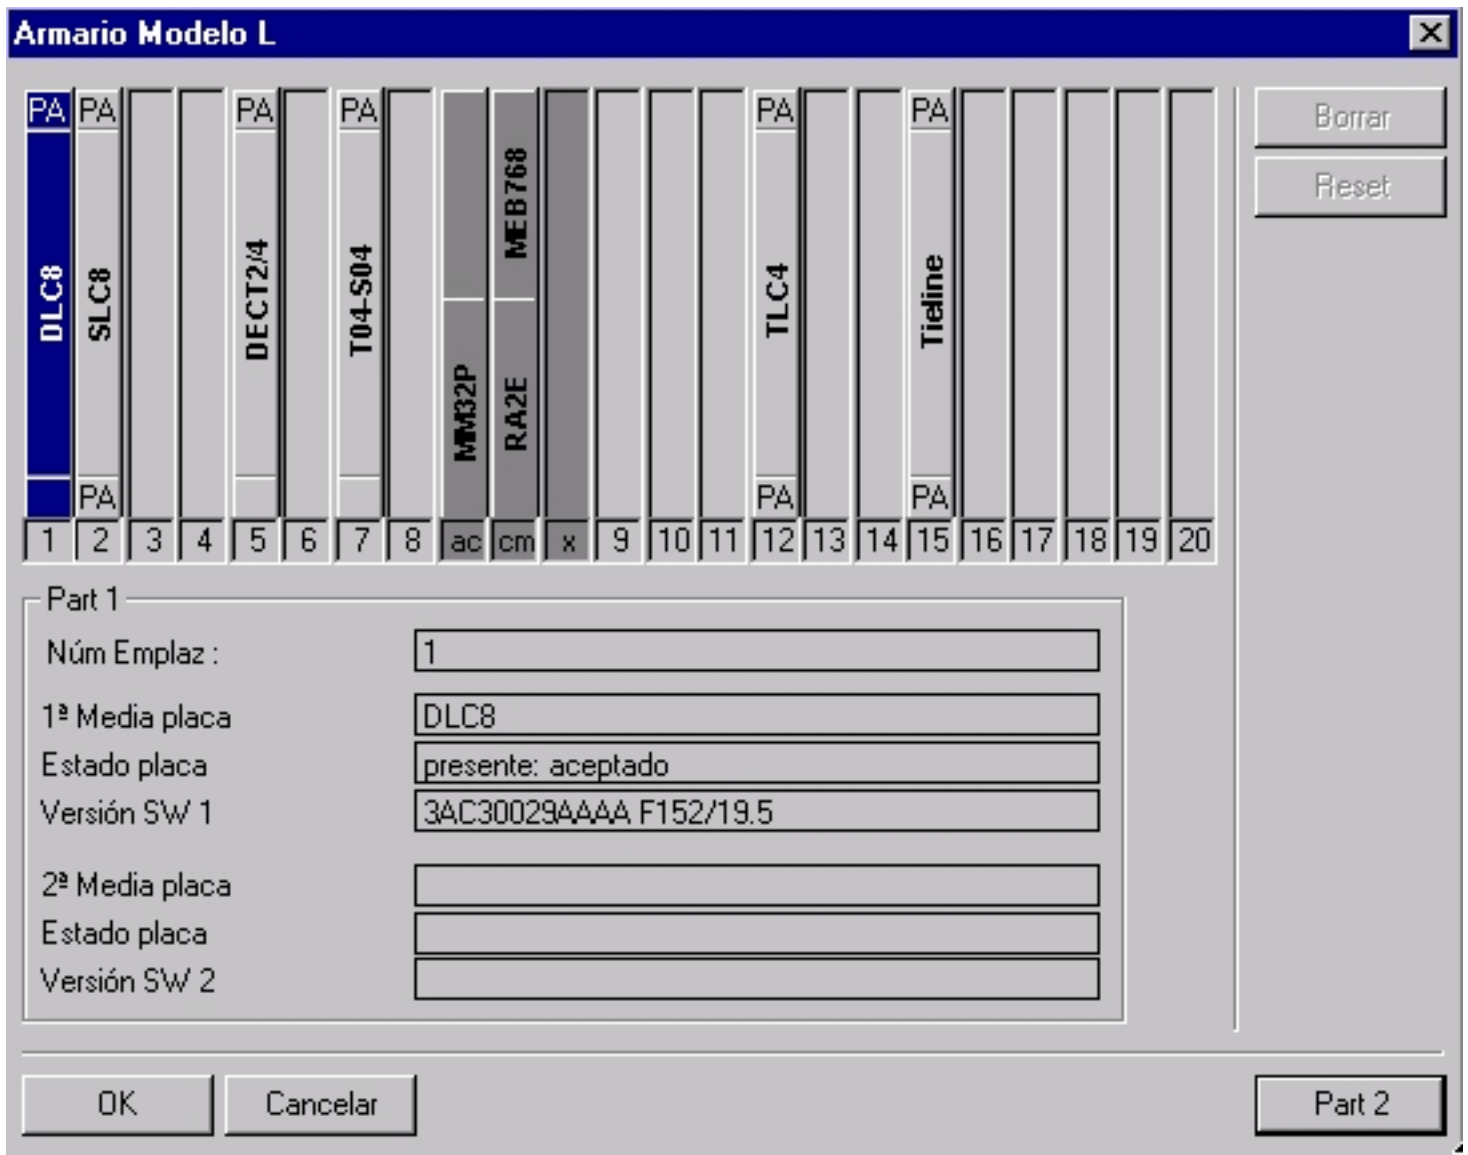 Armario Modelo L
PA PA PA PA PA PA
Borrar
Reset
DLC8
SLC8
DECT2/4
T04-S04
MM32P
MEB768
RA2E
TLC4
Tieline
PA PA PA
1 2 3 4 5 6 7 8 ac cm x 9 10 11 12 13 14 15 16 17 18 19 20
Part 1
Núm Emplaz : 1
1ª Media placa DLC8
Estado placa presente: aceptado
Versión SW 1 3AC30029AAAA F152/19.5
2ª Media placa
Estado placa
Versión SW 2
OK Cancelar Part 2